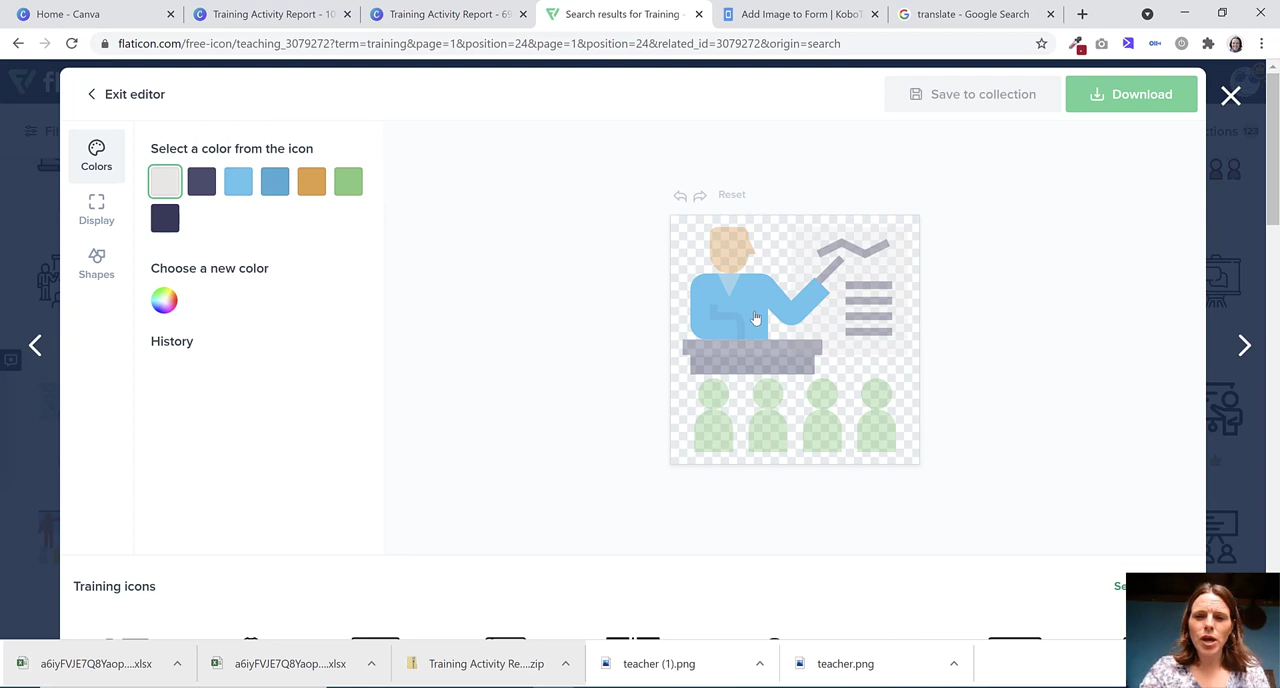 Home - Canva
Training Activity Report - 10
Training Activity Report - 69
Search results for Training -
Add Image to Form | KoboT
translate - Google Search
flaticon.com/free-icon/teaching_3079272?term=training&page=1&position=24&page=1&position=24&related_id=3079272&origin=search
Exit editor
Save to collection
Download
Colors
Select a color from the icon
ctions 123
Display
Reset
Choose a new color
Shapes
History
Training icons
Se
a6iyFVJE7Q8Yaop....xlsx
a6iyFVJE7Q8Yaop....xlsx
Training Activity Re....zip
teacher (1).png
teacher.png